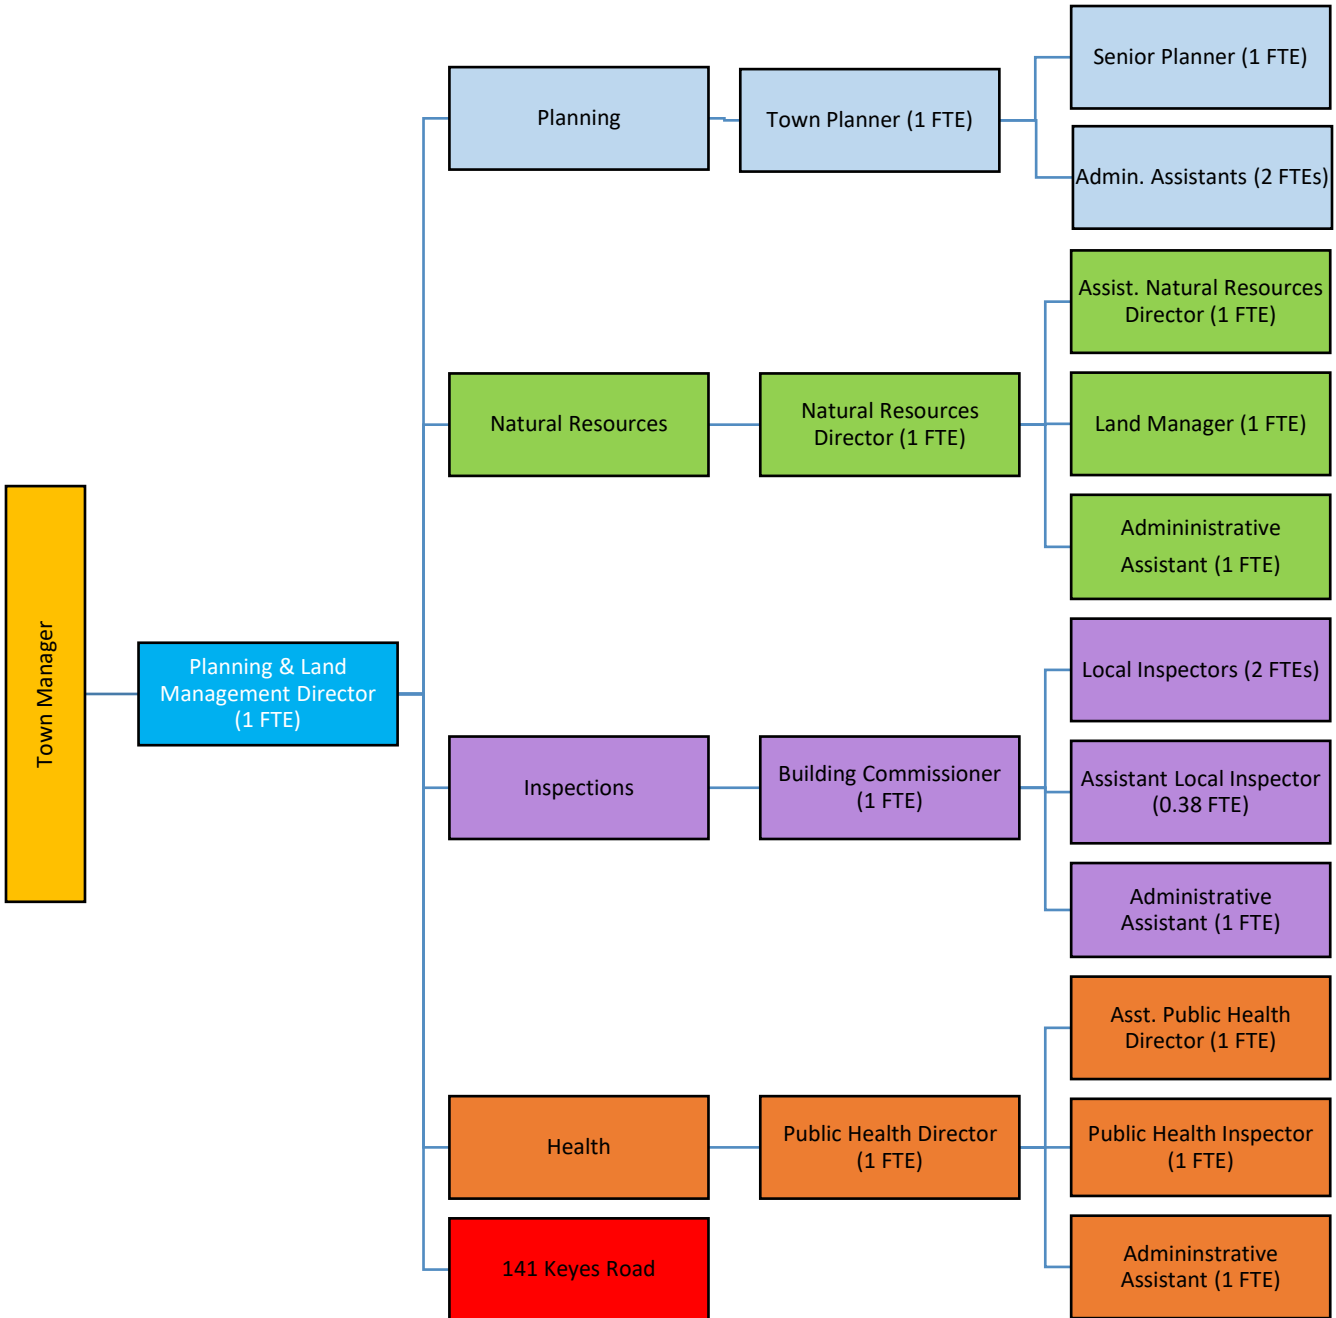 Town Manager
Planning & Land
Management Director
(1 FTE)
Planning
Town Planner (1 FTE)
Senior Planner (1 FTE)
Admin. Assistants (2 FTEs)
Natural Resources
Natural Resources
Director (1 FTE)
Assist. Natural Resources
Director (1 FTE)
Land Manager (1 FTE)
Admininistrative
Assistant (1 FTE)
Inspections
Building Commissioner
(1 FTE)
Local Inspectors (2 FTEs)
Assistant Local Inspector
(0.38 FTE)
Administrative
Assistant (1 FTE)
Health
Public Health Director
(1 FTE)
Asst. Public Health
Director (1 FTE)
Public Health Inspector
(1 FTE)
Admininstrative
Assistant (1 FTE)
141 Keyes Road